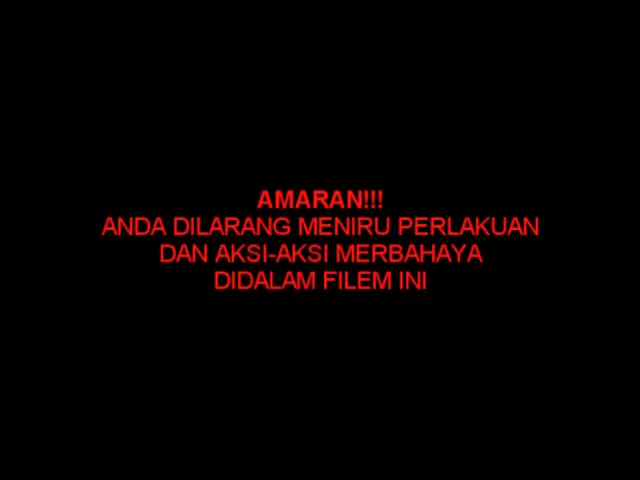 AMARAN!!!
ANDA DILARANG MENIRU PERLAKUAN
DAN AKSI-AKSI MERBAHAYA
DIDALAM FILEM INI